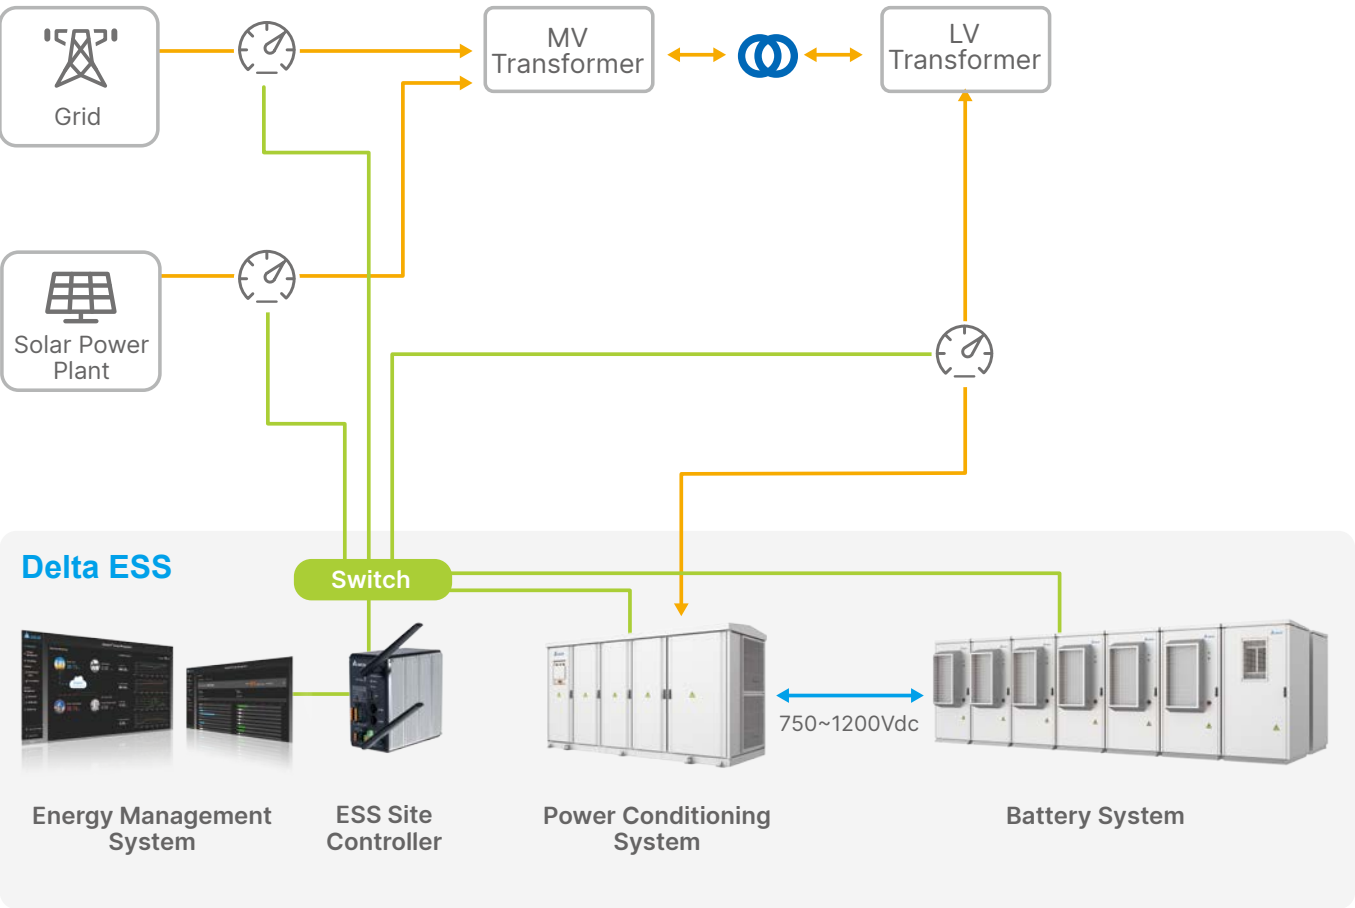 Grid
MV
Transformer
LV
Transformer
Solar Power
Plant
Delta ESS
Switch
750~1200Vdc
Energy Management
System
ESS Site
Controller
Power Conditioning
System
Battery System